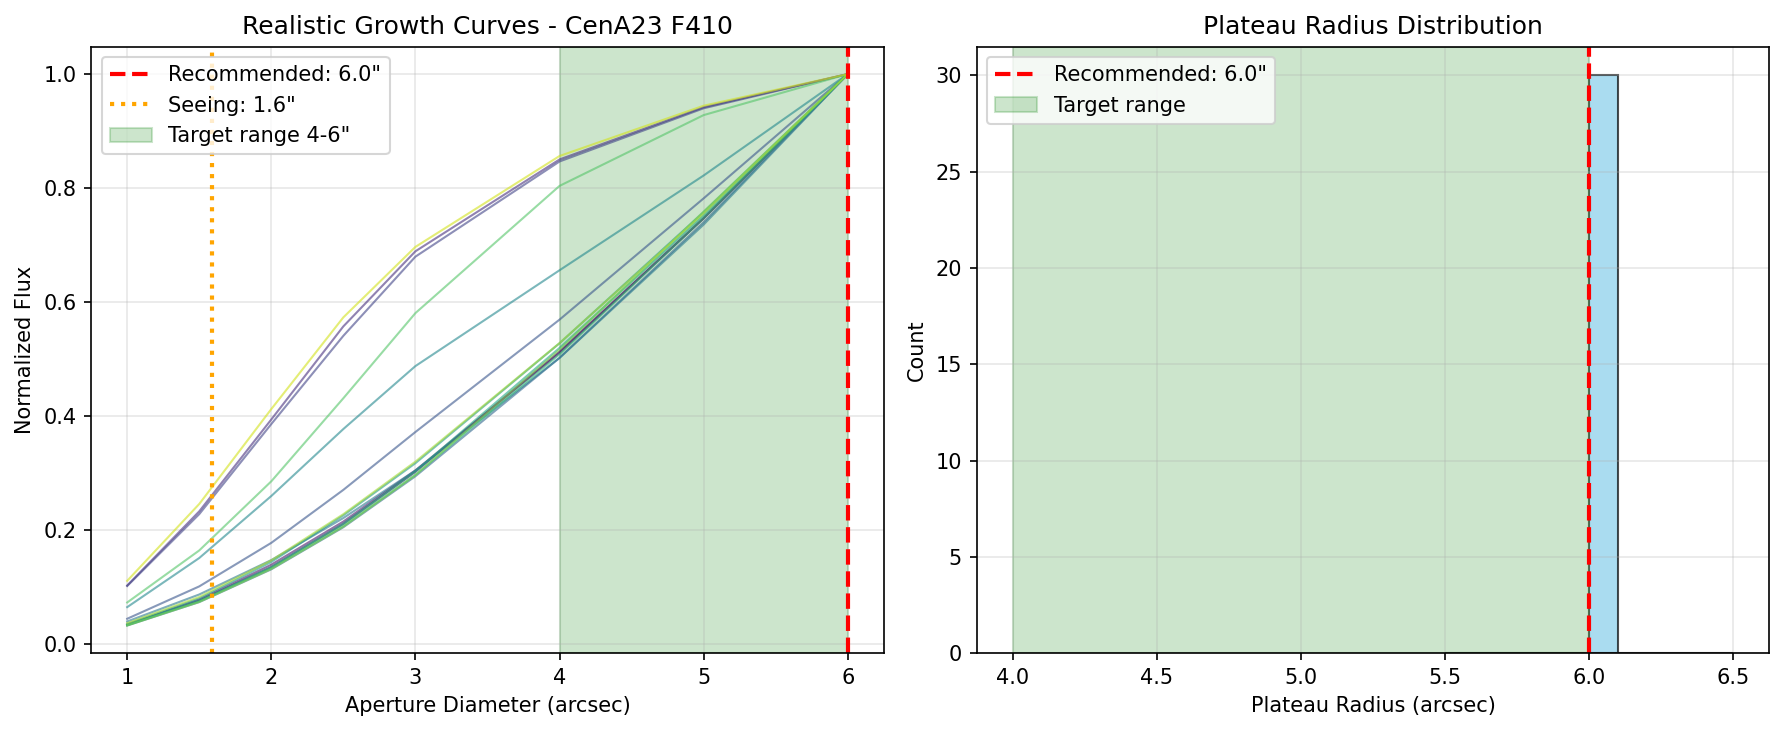 Realistic Growth Curves - CenA23 F410
Recommended: 6.0"
Seeing: 1.6"
Target range 4-6"
Normalized Flux
1.0
0.8
0.6
0.4
0.2
0.0
1 2 3 4 5 6
Aperture Diameter (arcsec)
Plateau Radius Distribution
Recommended: 6.0"
Target range
Count
30
25
20
15
10
5
0
4.0 4.5 5.0 5.5 6.0 6.5
Plateau Radius (arcsec)